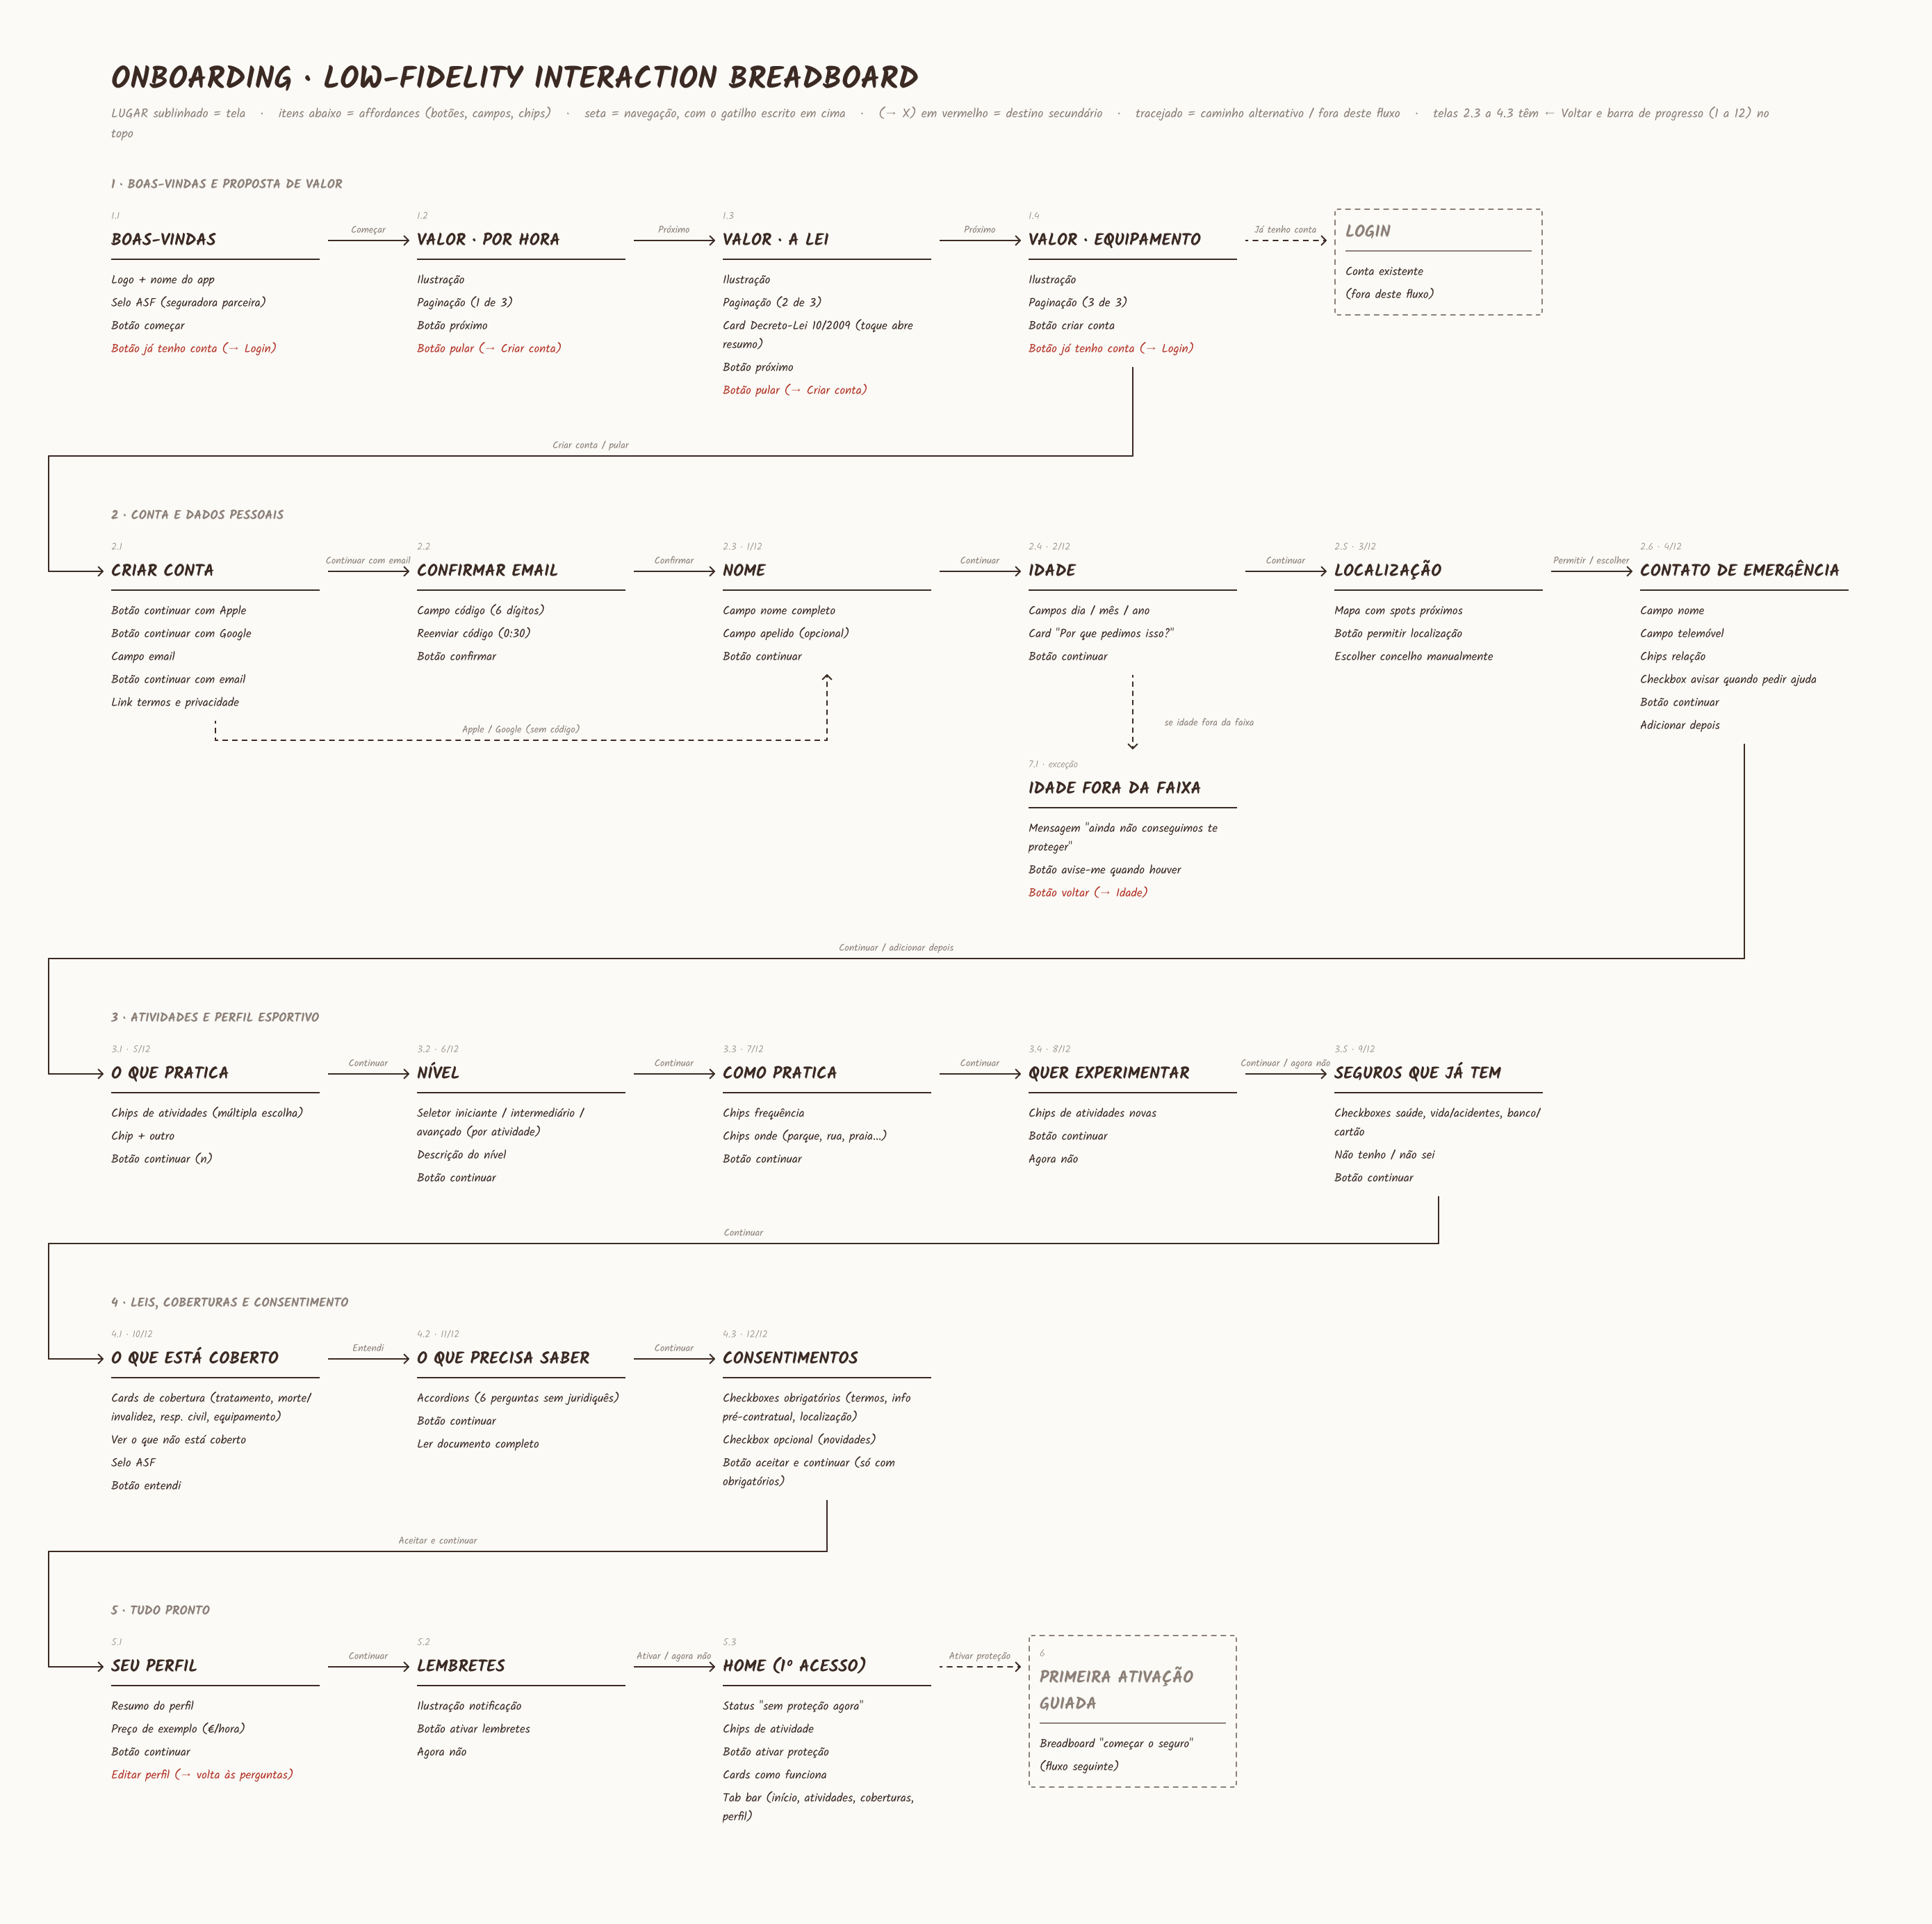 ONBOARDING · LOW-FIDELITY INTERACTION BREADBOARD
LUGAR sublinhado = tela · itens abaixo = affordances (botões, campos, chips) · seta = navegação, com o gatilho escrito em cima · (→ X) em vermelho = destino secundário · tracejado = caminho alternativo / fora deste fluxo · telas 2.3 a 4.3 têm ← Voltar e barra de progresso (1 a 12) no
topo
1 · BOAS-VINDAS E PROPOSTA DE VALOR
1.1
BOAS-VINDAS
Logo + nome do app
Selo ASF (seguradora parceira)
Botão começar
Botão já tenho conta (→ Login)
Começar
1.2
VALOR · POR HORA
Ilustração
Paginação (1 de 3)
Botão próximo
Botão pular (→ Criar conta)
Próximo
1.3
VALOR · A LEI
Ilustração
Paginação (2 de 3)
Card Decreto-Lei 10/2009 (toque abre
resumo)
Botão próximo
Botão pular (→ Criar conta)
Próximo
1.4
VALOR · EQUIPAMENTO
Ilustração
Paginação (3 de 3)
Botão criar conta
Botão já tenho conta (→ Login)
Já tenho conta
LOGIN
Conta existente
(fora deste fluxo)
Criar conta / pular
2 · CONTA E DADOS PESSOAIS
2.1
CRIAR CONTA
Botão continuar com Apple
Botão continuar com Google
Campo email
Botão continuar com email
Link termos e privacidade
Continuar com email
2.2
CONFIRMAR EMAIL
Campo código (6 dígitos)
Reenviar código (0:30)
Botão confirmar
Confirmar
2.3 · 1/12
NOME
Campo nome completo
Campo apelido (opcional)
Botão continuar
Apple / Google (sem código)
Continuar
2.4 · 2/12
IDADE
Campos dia / mês / ano
Card "Por que pedimos isso?"
Botão continuar
se idade fora da faixa
7.1 · exceção
IDADE FORA DA FAIXA
Mensagem "ainda não conseguimos te
proteger"
Botão avise-me quando houver
Botão voltar (→ Idade)
Continuar
2.5 · 3/12
LOCALIZAÇÃO
Mapa com spots próximos
Botão permitir localização
Escolher concelho manualmente
Permitir / escolher
2.6 · 4/12
CONTATO DE EMERGÊNCIA
Campo nome
Campo telemóvel
Chips relação
Checkbox avisar quando pedir ajuda
Botão continuar
Adicionar depois
Continuar / adicionar depois
3 · ATIVIDADES E PERFIL ESPORTIVO
3.1 · 5/12
O QUE PRATICA
Chips de atividades (múltipla escolha)
Chip + outro
Botão continuar (n)
Continuar
3.2 · 6/12
NÍVEL
Seletor iniciante / intermediário /
avançado (por atividade)
Descrição do nível
Botão continuar
Continuar
3.3 · 7/12
COMO PRATICA
Chips frequência
Chips onde (parque, rua, praia...)
Botão continuar
Continuar
3.4 · 8/12
QUER EXPERIMENTAR
Chips de atividades novas
Botão continuar
Agora não
Continuar / agora não
3.5 · 9/12
SEGUROS QUE JÁ TEM
Checkboxes saúde, vida/acidentes, banco/
cartão
Não tenho / não sei
Botão continuar
Continuar
4 · LEIS, COBERTURAS E CONSENTIMENTO
4.1 · 10/12
O QUE ESTÁ COBERTO
Cards de cobertura (tratamento, morte/
invalidez, resp. civil, equipamento)
Ver o que não está coberto
Selo ASF
Botão entendi
Entendi
4.2 · 11/12
O QUE PRECISA SABER
Accordions (6 perguntas sem juridiquês)
Botão continuar
Ler documento completo
Continuar
4.3 · 12/12
CONSENTIMENTOS
Checkboxes obrigatórios (termos, info
pré-contratual, localização)
Checkbox opcional (novidades)
Botão aceitar e continuar (só com
obrigatórios)
Aceitar e continuar
5 · TUDO PRONTO
5.1
SEU PERFIL
Resumo do perfil
Preço de exemplo (€/hora)
Botão continuar
Editar perfil (→ volta às perguntas)
Continuar
5.2
LEMBRETES
Ilustração notificação
Botão ativar lembretes
Agora não
Ativar / agora não
5.3
HOME (1º ACESSO)
Status "sem proteção agora"
Chips de atividade
Botão ativar proteção
Cards como funciona
Tab bar (início, atividades, coberturas,
perfil)
Ativar proteção
6
PRIMEIRA ATIVAÇÃO
GUIADA
Breadboard "começar o seguro"
(fluxo seguinte)